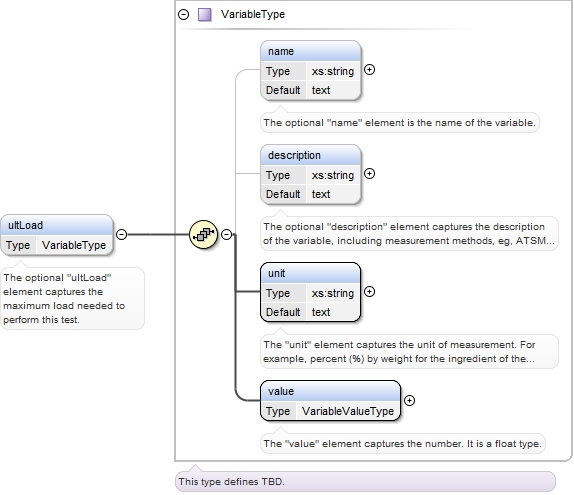 VariableType
name
Type xs:string
Default text
The optional "name" element is the name of the variable.
description
Type xs:string
Default text
The optional "description" element captures the description
of the variable, including measurement methods, eg, ATSM...
ultLoad
Type VariableType
The optional "ultLoad"
element captures the
maximum load needed to
perform this test.
unit
Type xs:string
Default text
The "unit" element captures the unit of measurement. For
example, percent (%) by weight for the ingredient of the...
value
Type VariableValueType
The "value" element captures the number. It is a float type.
This type defines TBD.